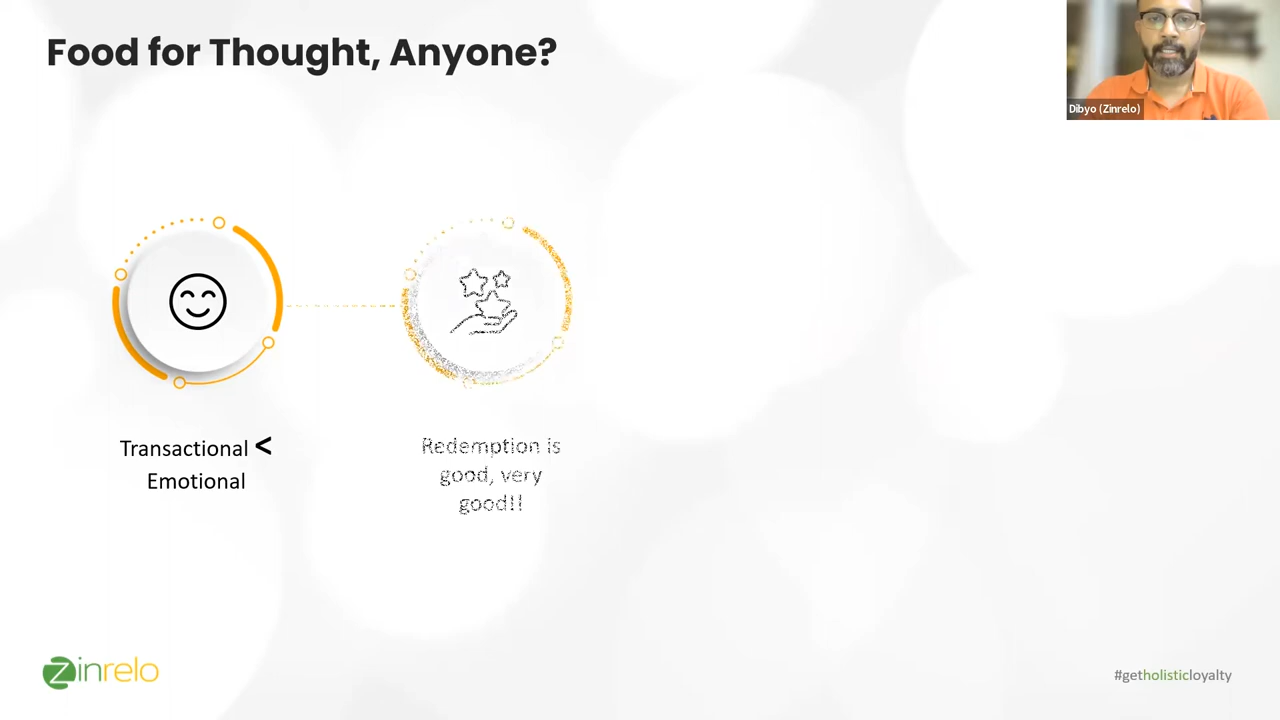 Food for Thought, Anyone?
Dibyo (Zinrelo)
Transactional <
Emotional
Redemption is
good, very
good!!
zinrelo
#getholisticloyalty